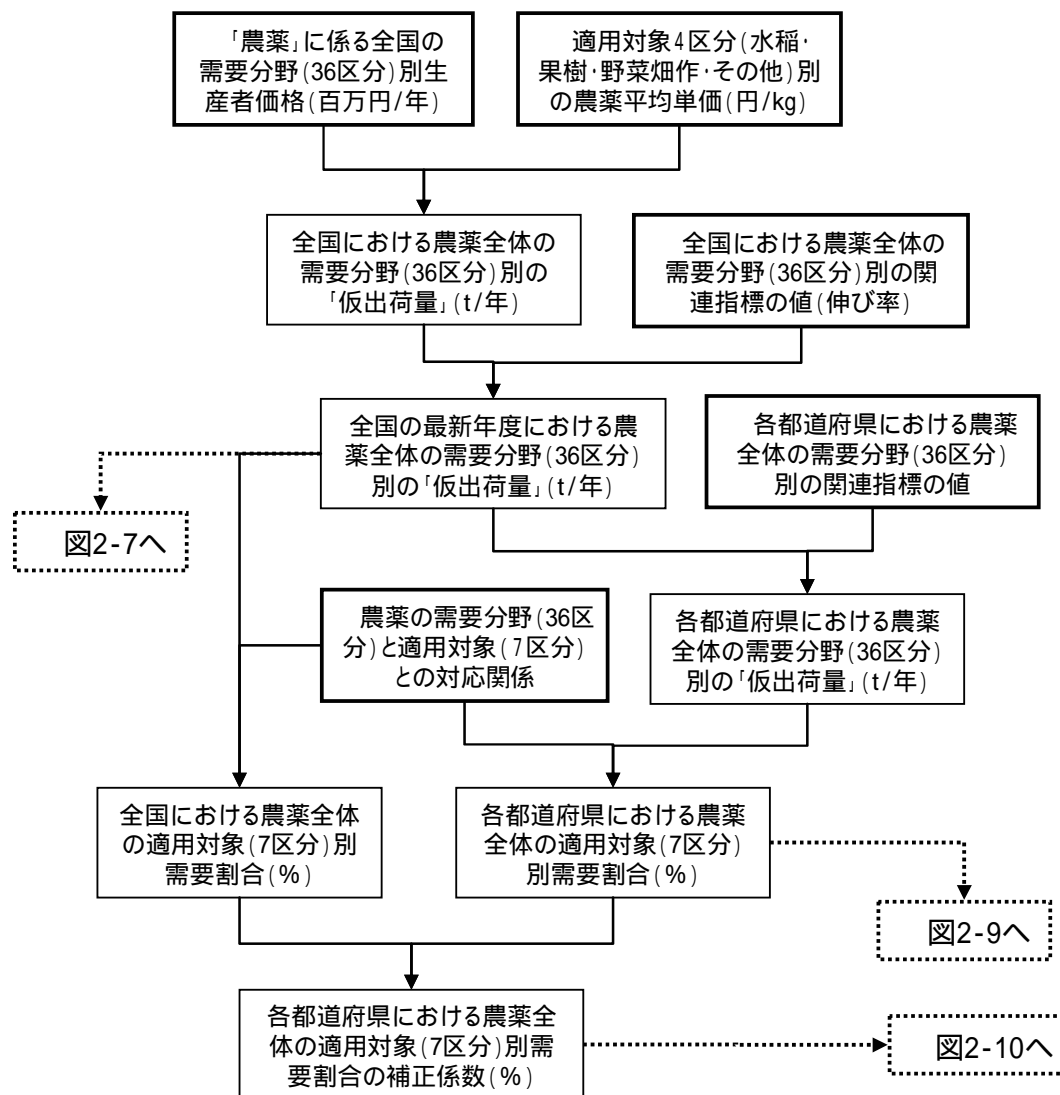 「農薬」に係る全国の
需要分野(36区分)別生
産者価格(百万円/年)
適用対象4区分(水稲・
果樹・野菜畑作・その他)別
の農薬平均単価(円/kg)
全国における農薬全体の
需要分野(36区分)別の
「仮出荷量」(t/年)
全国における農薬全体の
需要分野(36区分)別の関
連指標の値(伸び率)
全国の最新年度における農
薬全体の需要分野(36区分)
別の「仮出荷量」(t/年)
各都道府県における農薬
全体の需要分野(36区分)
別の関連指標の値
図2-7へ
農薬の需要分野(36区
分)と適用対象(7区分)
との対応関係
各都道府県における農薬
全体の需要分野(36区分)
別の「仮出荷量」(t/年)
全国における農薬全体
の適用対象(7区分)別
需要割合(%)
各都道府県における農薬
全体の適用対象(7区分)
別需要割合(%)
図2-9へ
各都道府県における農薬全
体の適用対象(7区分)別需
要割合の補正係数(%)
図2-10へ